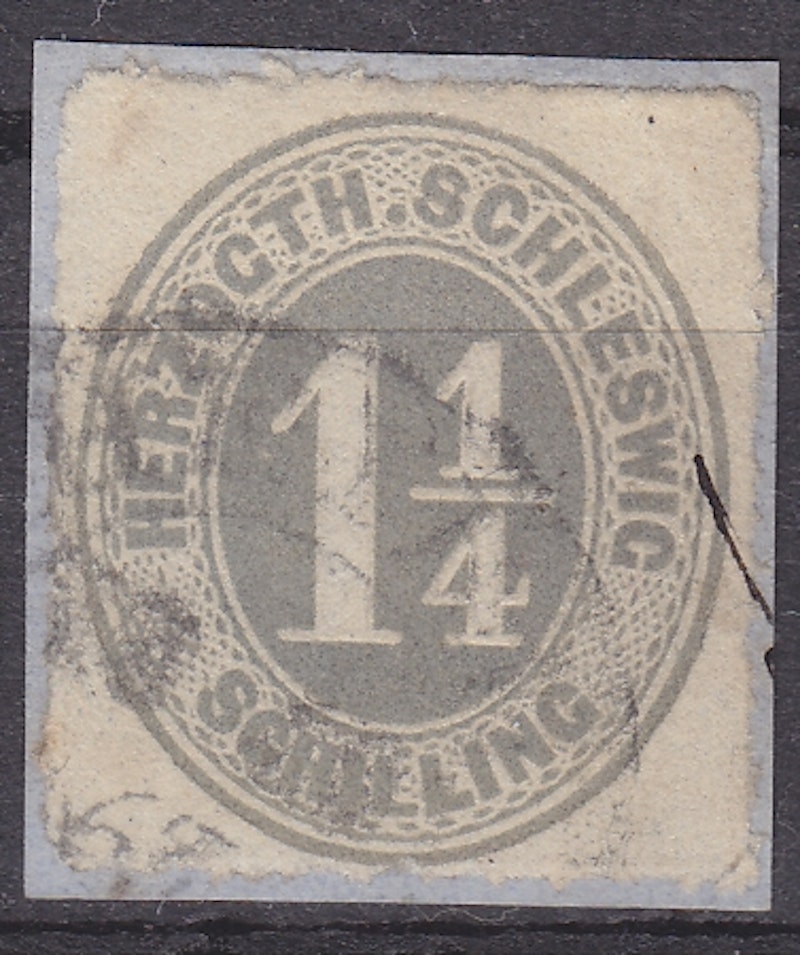 HERZOGTH. SCHLESWIG
1 1/4
SCHILLING